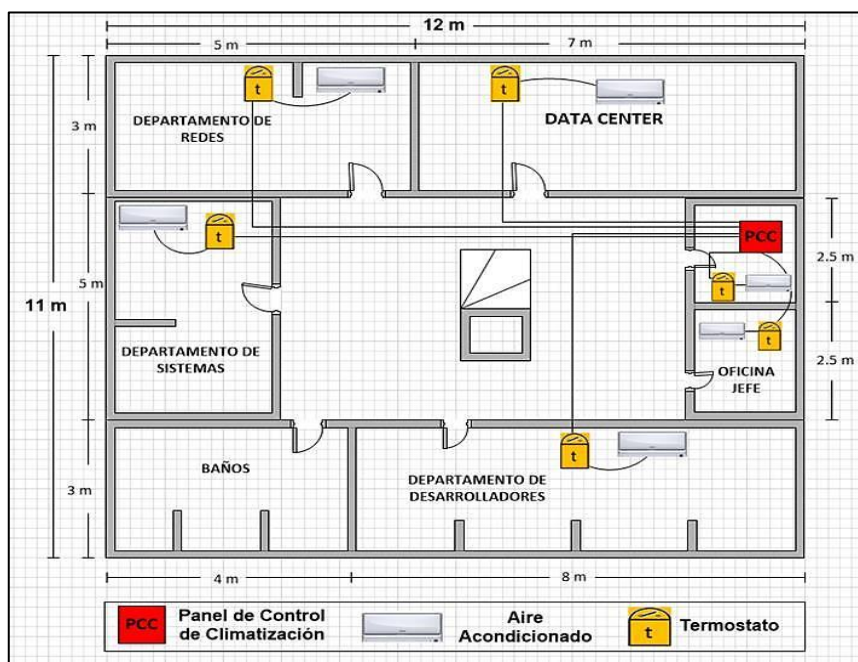 12 m
5 m
7 m
t
t
3 m
DEPARTAMENTO DE
REDES
DATA CENTER
t
PCC
2.5 m
5 m
11 m
t
t
2.5 m
DEPARTAMENTO DE
SISTEMAS
OFICINA
JEFE
t
BAÑOS
DEPARTAMENTO DE
DESARROLLADORES
3 m
4 m
8 m
PCC
Panel de Control
de Climatización
Aire
Acondicionado
t
Termostato